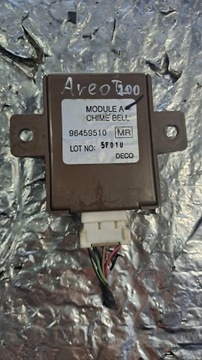 Aveo T200
MODULE A
CHIME BELL
96459510 MR
LOT NO: 5F010
DECO